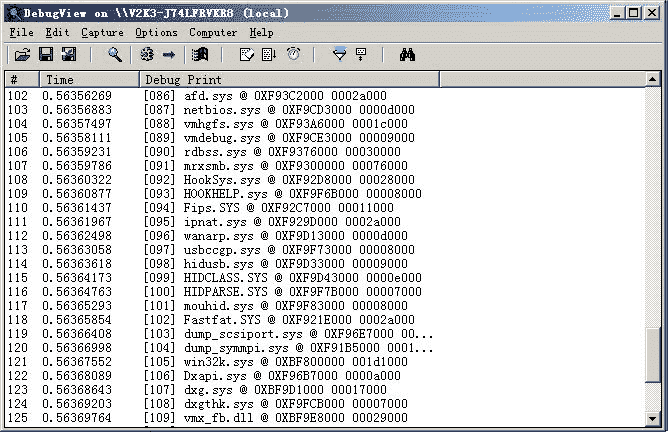 DebugView on \\V2K3-J74LFRVKR8 (local)
File Edit Capture Options Computer Help
# Time Debug Print
102 0.56356269 [086] afd.sys @ 0XF93C2000 0002a000
103 0.56356883 [087] netbios.sys @ 0XF9CD3000 0000d000
104 0.56357497 [088] vmhgfs.sys @ 0XF93A6000 0001c000
105 0.56358111 [089] vmdebug.sys @ 0XF9CE3000 00009000
106 0.56359231 [090] rdbss.sys @ 0XF9376000 00030000
107 0.56359786 [091] mrxsmb.sys @ 0XF9300000 00076000
108 0.56360322 [092] HookSys.sys @ 0XF92D8000 00028000
109 0.56360877 [093] HOOKHELP.sys @ 0XF9F6B000 00008000
110 0.56361437 [094] Fips.SYS @ 0XF92C7000 00011000
111 0.56361967 [095] ipnat.sys @ 0XF929D000 0002a000
112 0.56362498 [096] wanarp.sys @ 0XF9D13000 0000d000
113 0.56363058 [097] usbccgp.sys @ 0XF9F73000 00008000
114 0.56363618 [098] hidusb.sys @ 0XF9D33000 00009000
115 0.56364173 [099] HIDCLASS.SYS @ 0XF9D43000 0000e000
116 0.56364763 [100] HIDPARSE.SYS @ 0XF9F7B000 00007000
117 0.56365293 [101] mouhid.sys @ 0XF9F83000 00008000
118 0.56365854 [102] Fastfat.SYS @ 0XF921E000 0002a000
119 0.56366408 [103] dump_scsiport.sys @ 0XF96E7000 00...
120 0.56366998 [104] dump_symmpi.sys @ 0XF91B5000 0001...
121 0.56367552 [105] win32k.sys @ 0XBF800000 001d1000
122 0.56368089 [106] Dxapi.sys @ 0XF96B7000 0000a000
123 0.56368643 [107] dxg.sys @ 0XBF9D1000 00017000
124 0.56369203 [108] dxgthk.sys @ 0XF9FCB000 00007000
125 0.56369764 [109] vmx_fb.dll @ 0XBF9E8000 00029000